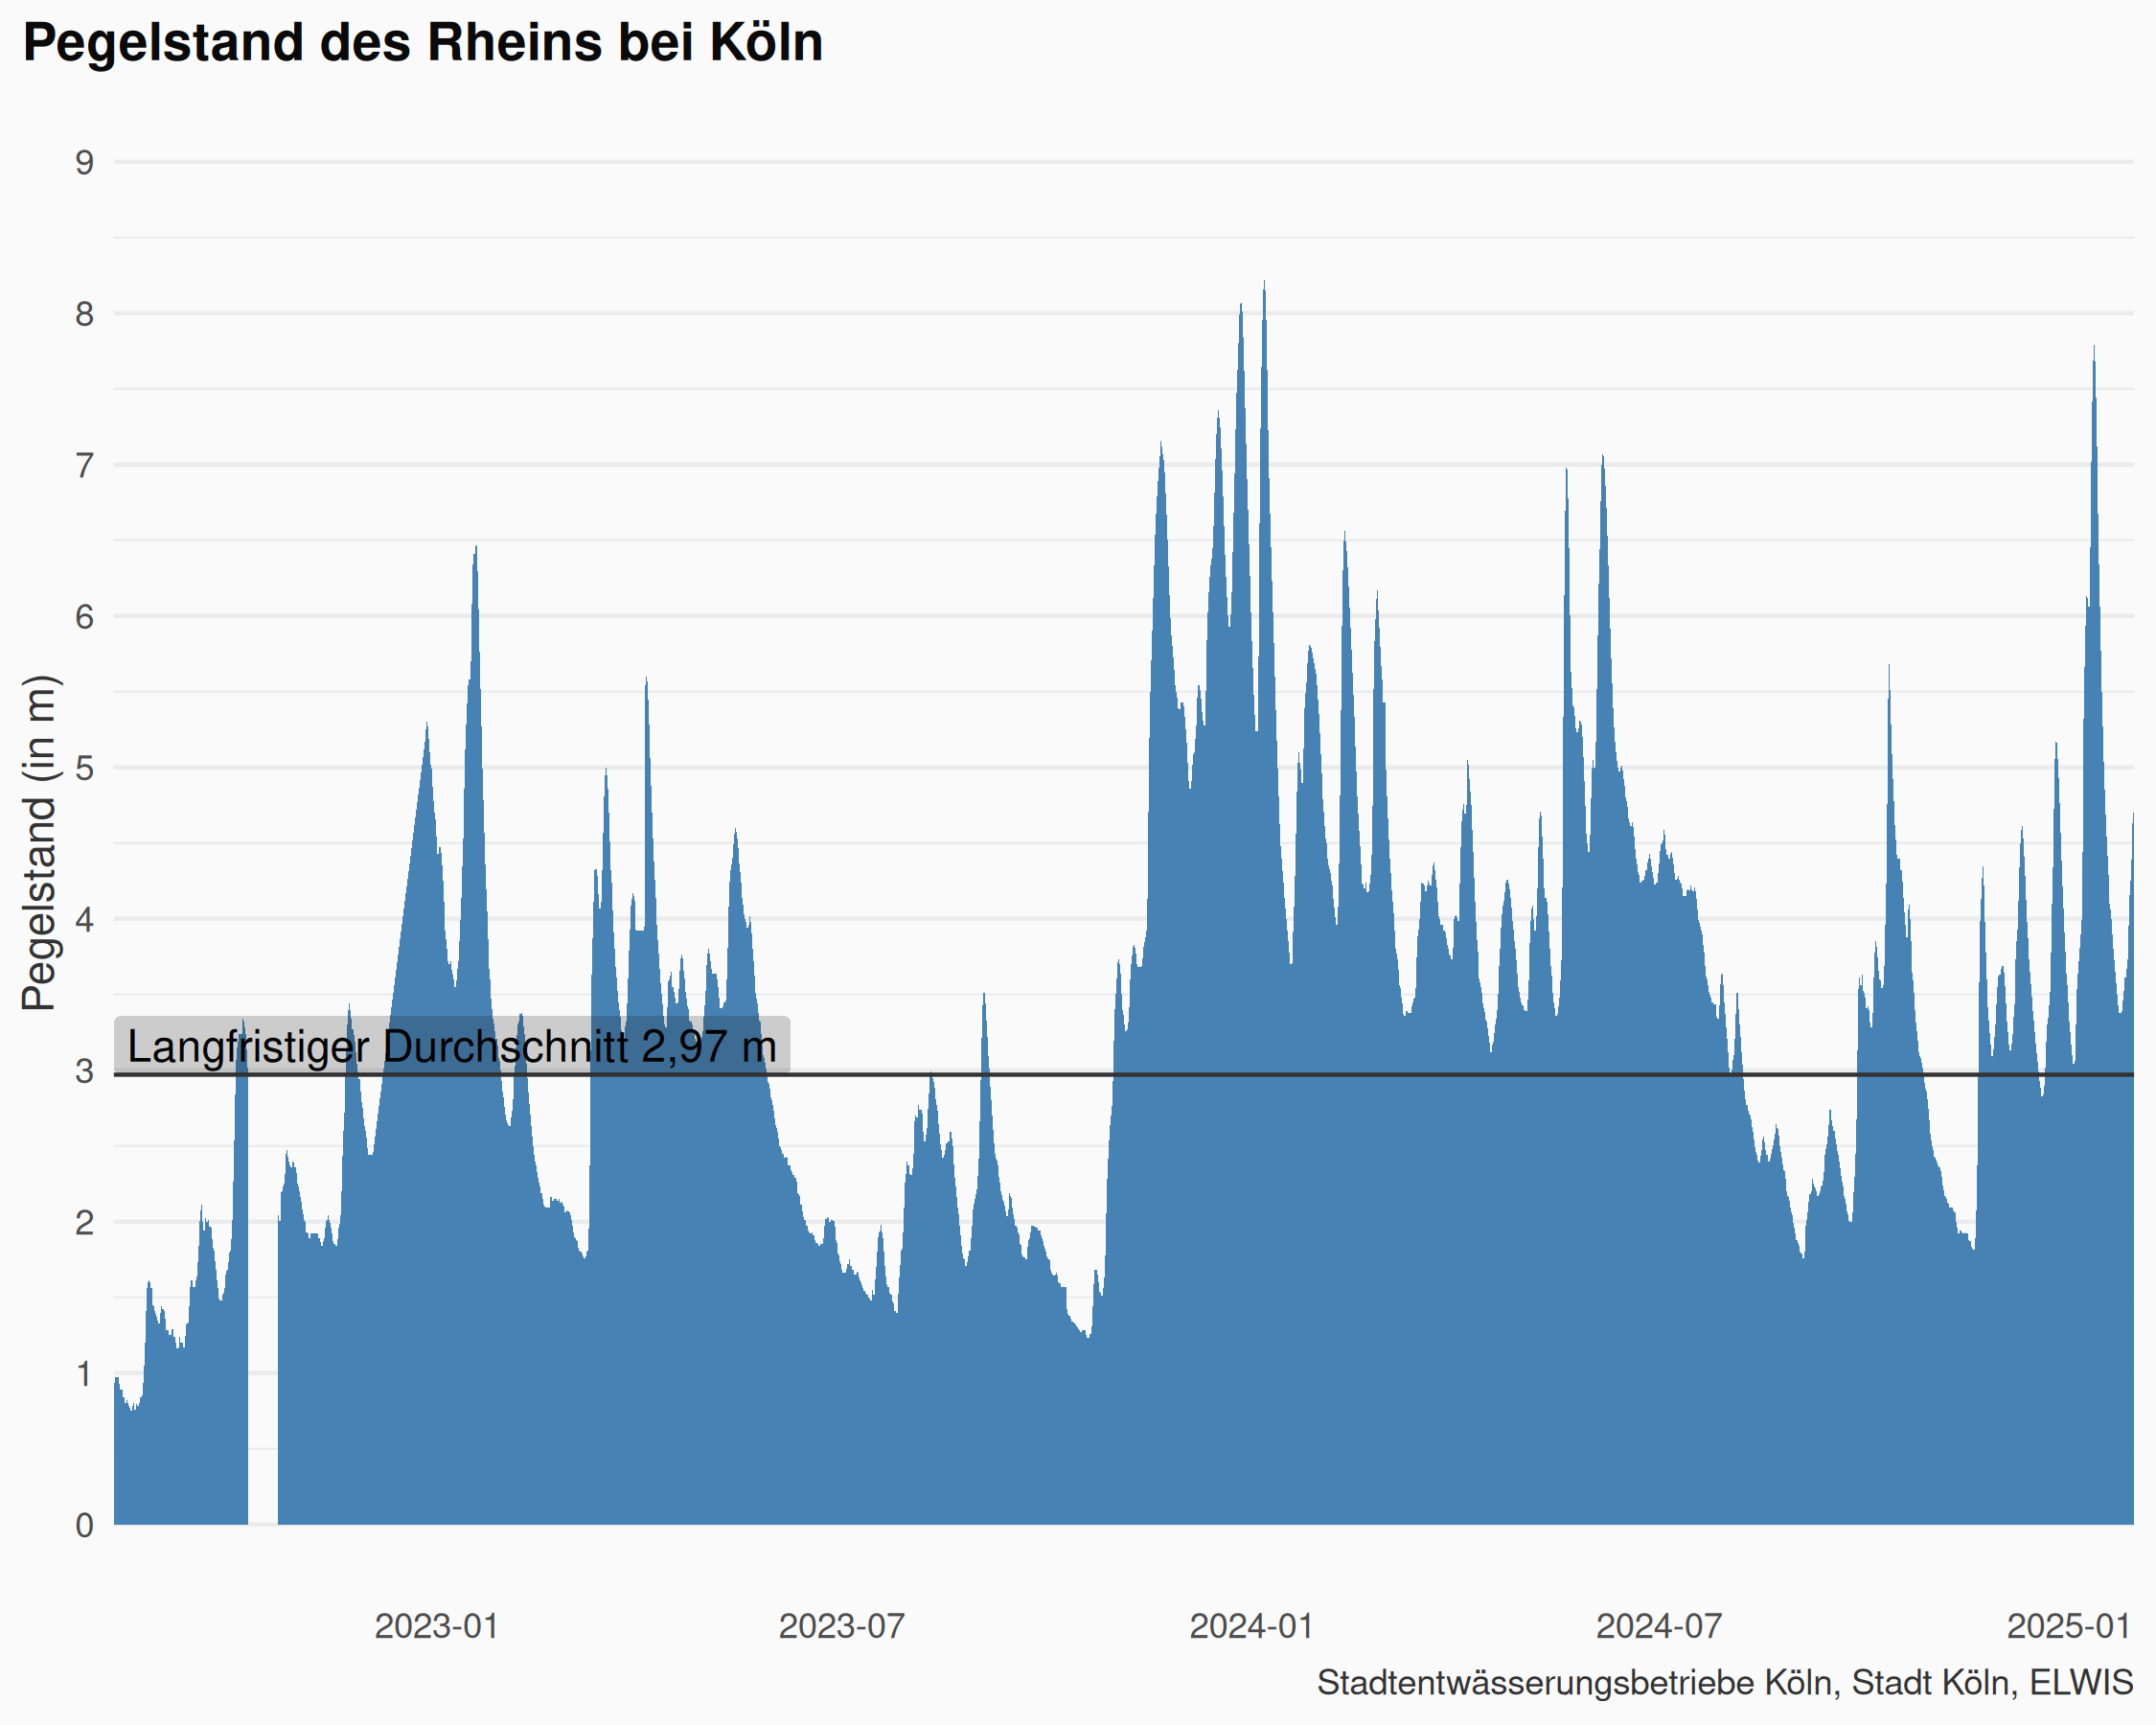 Pegelstand des Rheins bei Köln
Pegelstand (in m)
9
8
7
6
5
4
3
2
1
0
Langfristiger Durchschnitt 2,97 m
2023-01 2023-07 2024-01 2024-07 2025-01
Stadtentwässerungsbetriebe Köln, Stadt Köln, ELWIS